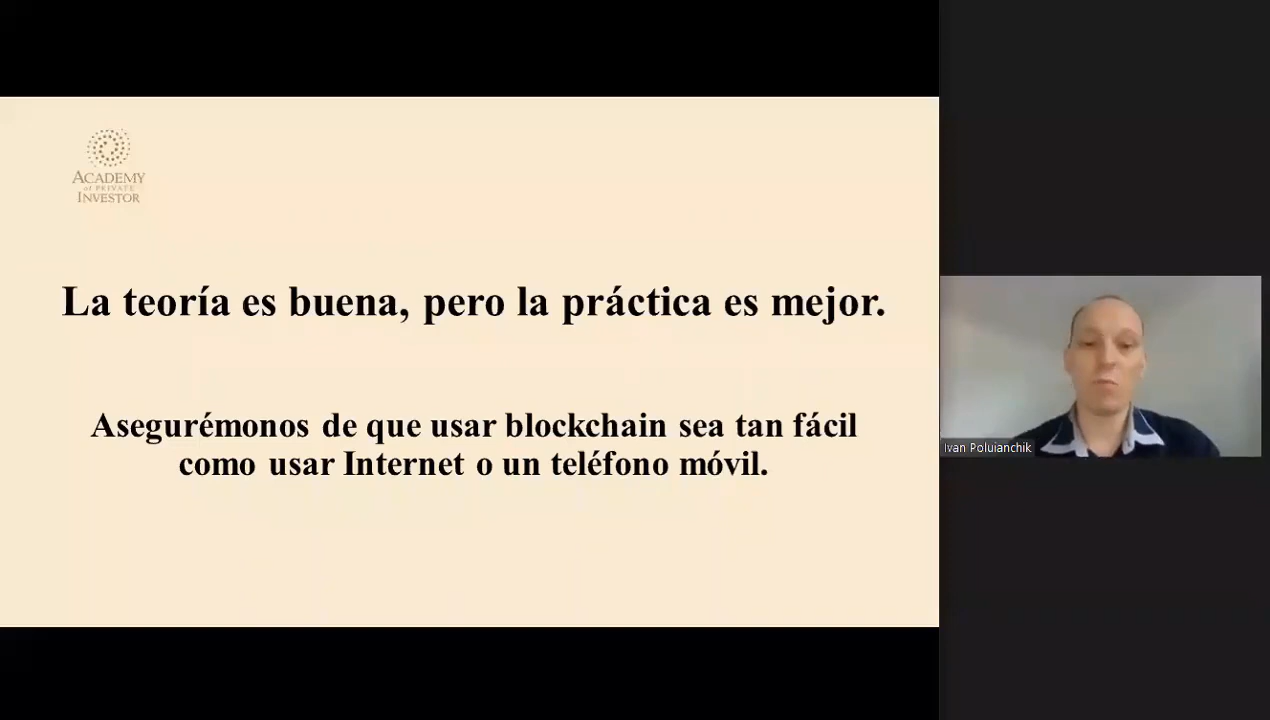 ACADEMY
of PRIVATE
INVESTOR
La teoría es buena, pero la práctica es mejor.
Asegurémonos de que usar blockchain sea tan fácil
como usar Internet o un teléfono móvil.
Ivan Poluianchik